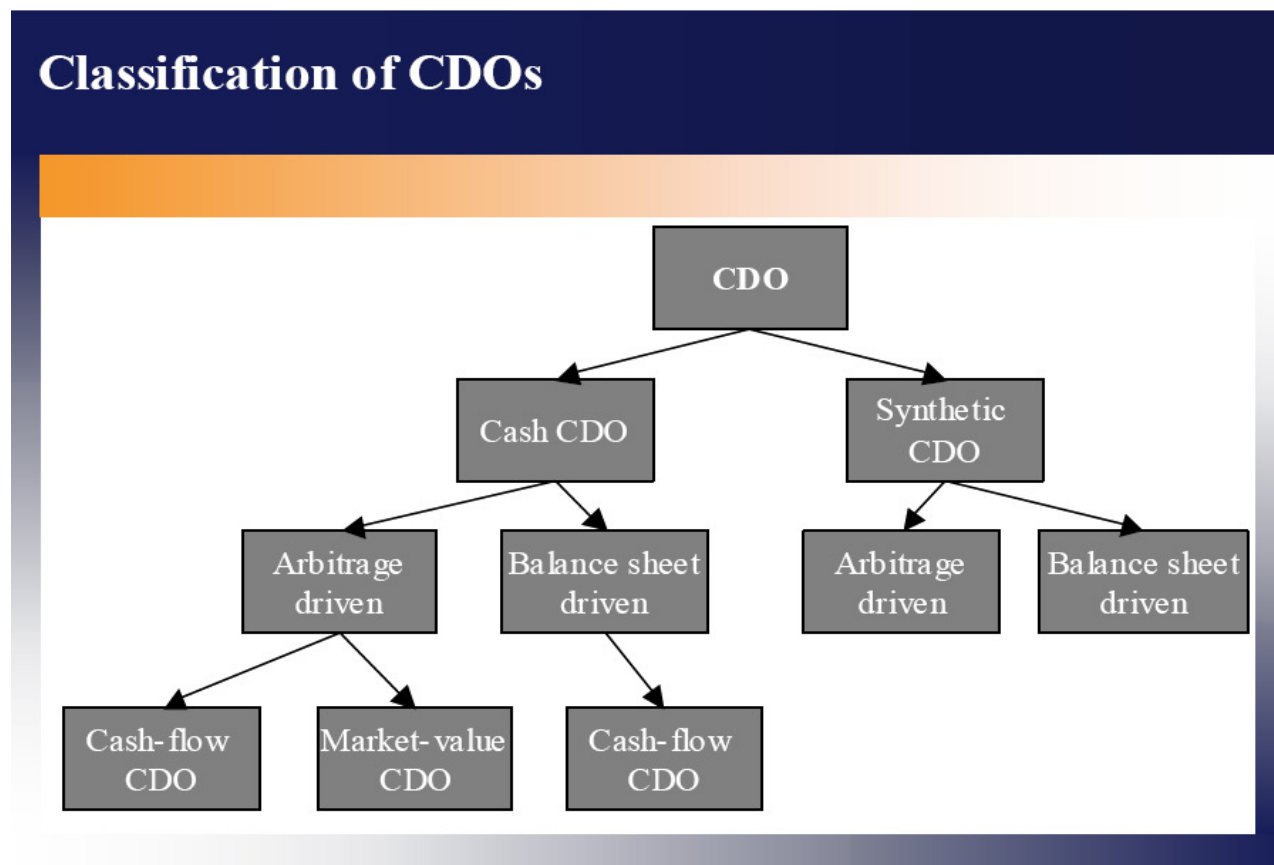 Classification of CDOs
CDO
Cash CDO
Synthetic
CDO
Arbitrage
driven
Balance sheet
driven
Arbitrage
driven
Balance sheet
driven
Cash-flow
CDO
Market-value
CDO
Cash-flow
CDO